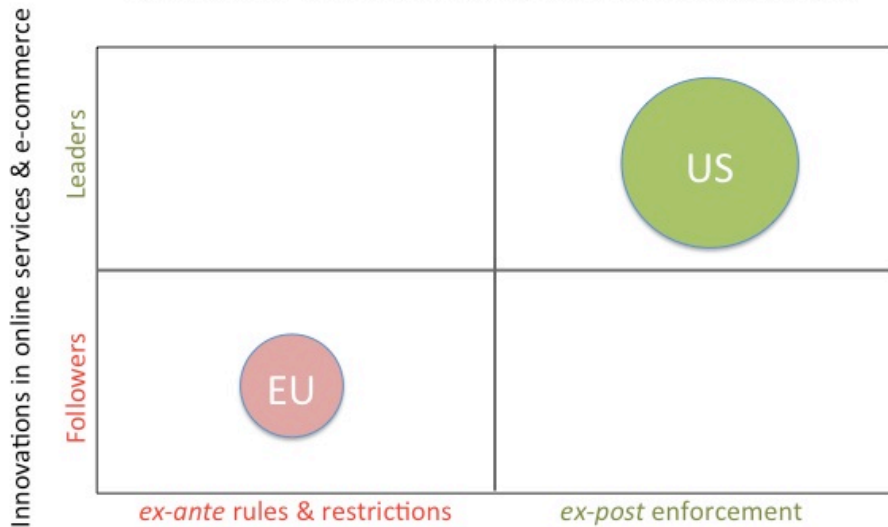 Innovations in online services & e-commerce
Leaders
US
Followers
EU
ex-ante rules & restrictions
ex-post enforcement